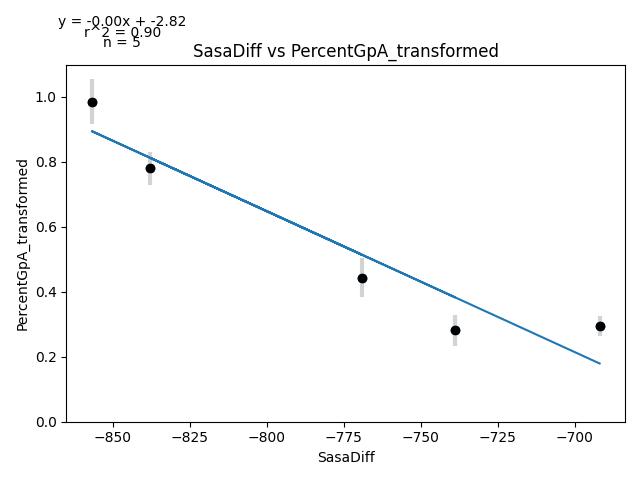 y = -0.00x + -2.82
r^2 = 0.90
n = 5
SasaDiff vs PercentGpA_transformed
PercentGpA_transformed
1.0
0.8
0.6
0.4
0.2
0.0
−850
−825
−800
−775
−750
−725
−700
SasaDiff